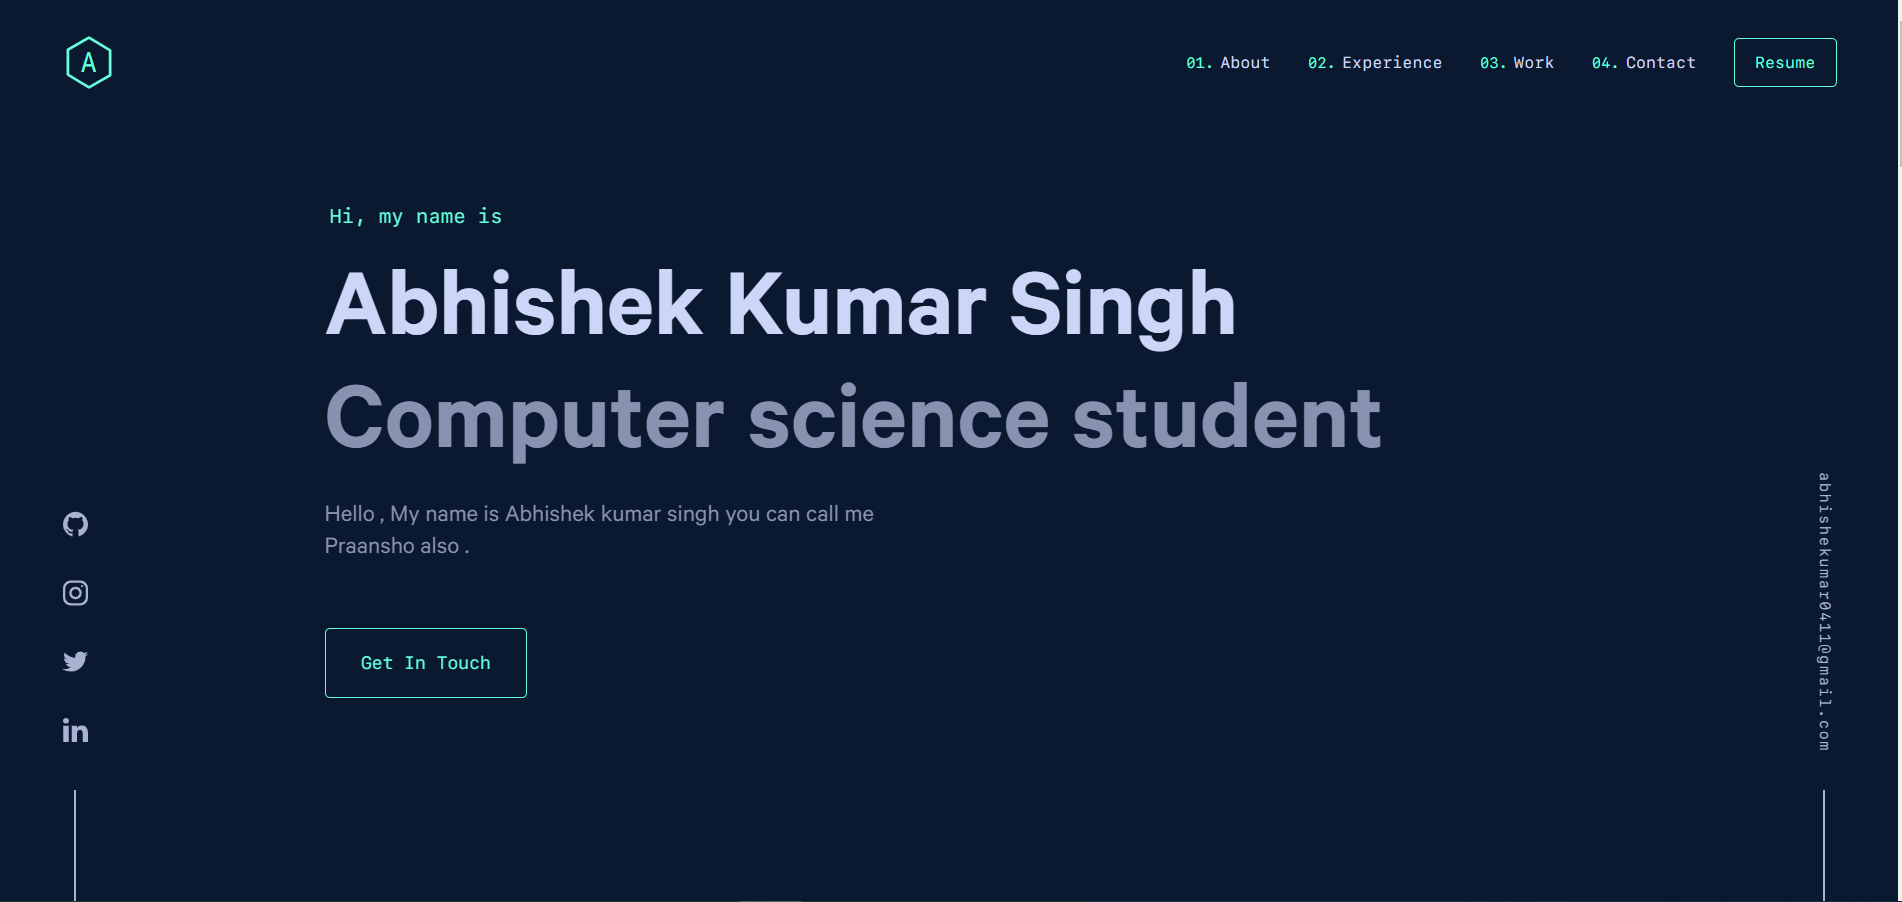 A
01. About 02. Experience 03. Work 04. Contact Resume
Hi, my name is
Abhishek Kumar Singh
Computer science student
Hello , My name is Abhishek kumar singh you can call me
Praansho also .
Get In Touch
abhishekumar0411@gmail.com